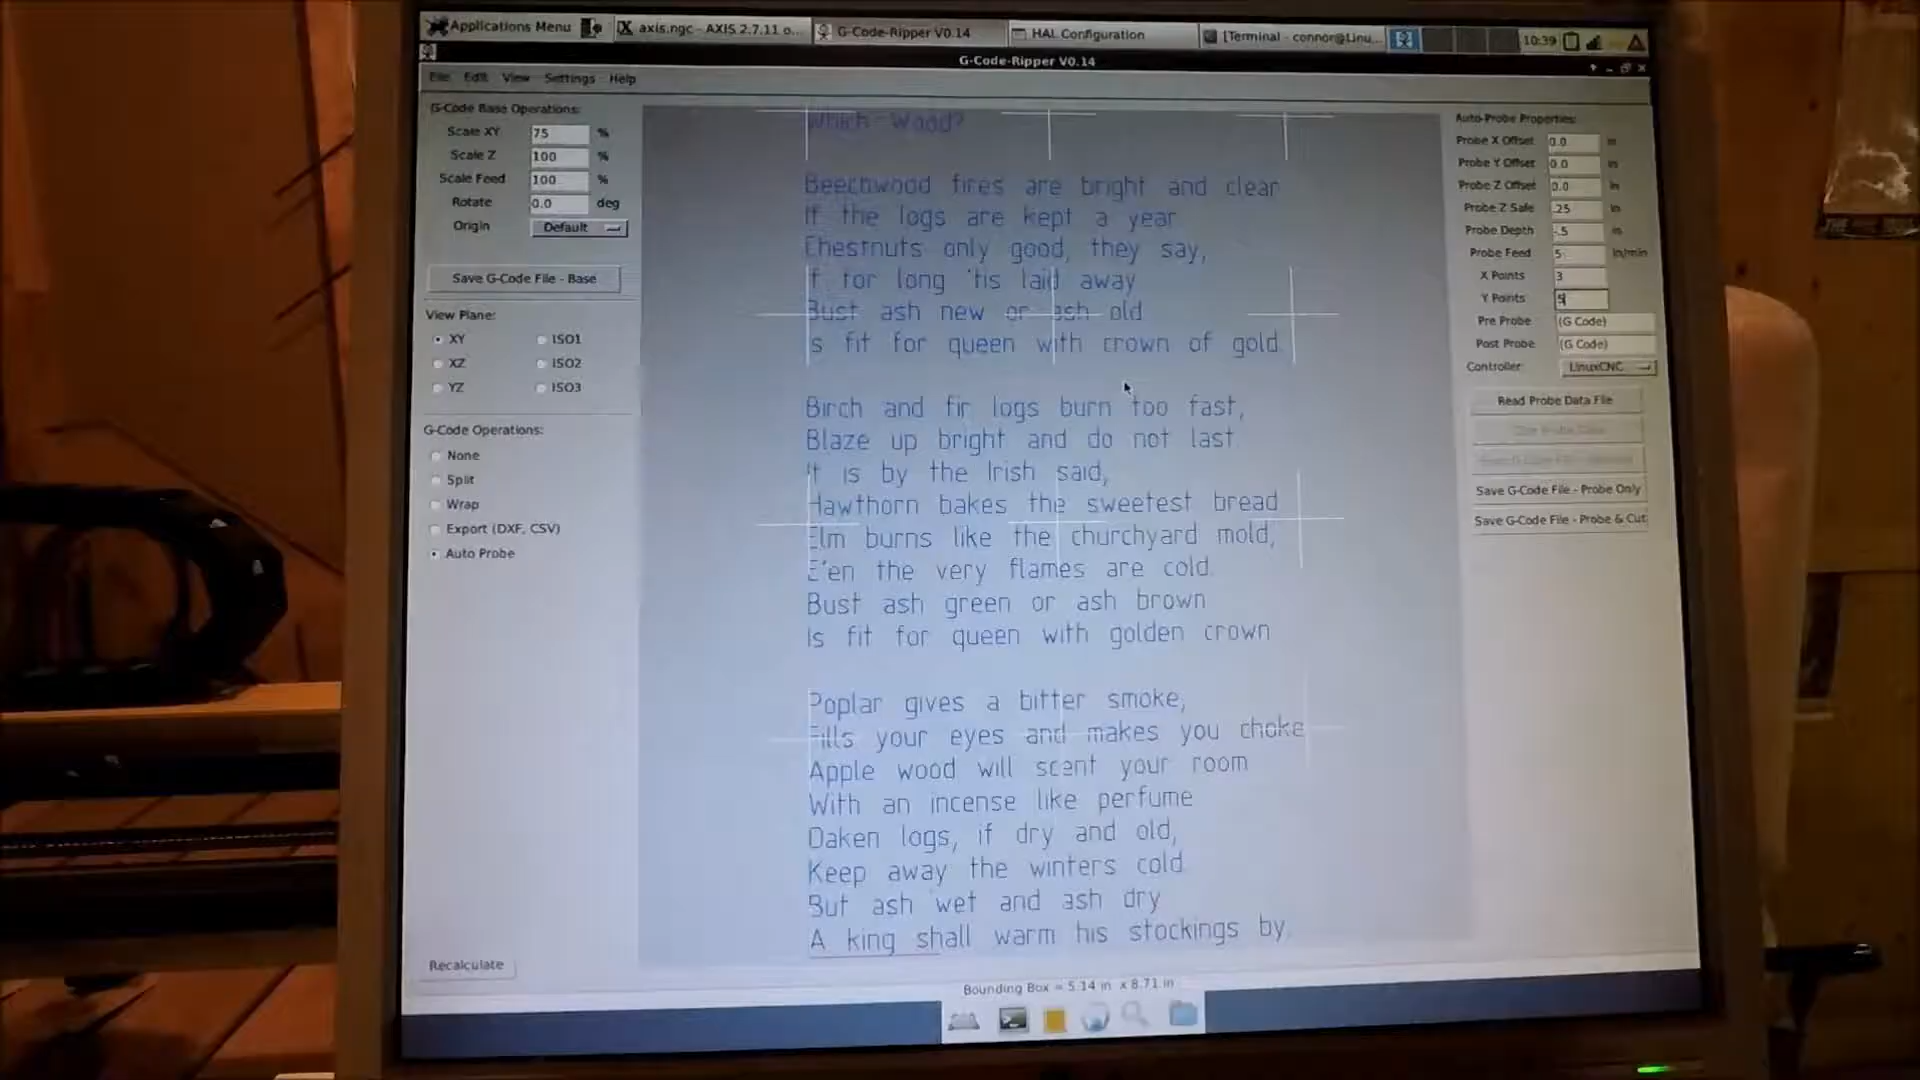 Applications Menu
axis.ngc - AXIS 2.7.11 o...
G-Code-Ripper V0.14
HAL Configuration
[Terminal - connor@Linu...
10:39
G-Code-Ripper V0.14
File Edit View Settings Help
G-Code Base Operations:
Scale XY 75 %
Scale Z 100 %
Scale Feed 100 %
Rotate 0.0 deg
Origin Default
Save G-Code File - Base
View Plane:
XY ISO1
XZ ISO2
YZ ISO3
G-Code Operations:
None
Split
Wrap
Export (DXF, CSV)
Auto Probe
Recalculate
Which Wood?
Beechwood fires are bright and clear
If the logs are kept a year
Chestnuts only good, they say,
If for long 'tis laid away
Bust ash new or ash old
Is fit for queen with crown of gold.
Birch and fir logs burn too fast,
Blaze up bright and do not last
It is by the Irish said,
Hawthorn bakes the sweetest bread
Elm burns like the churchyard mold,
E'en the very flames are cold.
Bust ash green or ash brown
Is fit for queen with golden crown
Poplar gives a bitter smoke,
Fills your eyes and makes you choke
Apple wood will scent your room
With an incense like perfume
Oaken logs, if dry and old,
Keep away the winters cold
But ash wet and ash dry
A king shall warm his stockings by.
Bounding Box = 5.14 in x 8.71 in
Auto-Probe Properties:
Probe X Offset 0.0 in
Probe Y Offset 0.0 in
Probe Z Offset 0.0 in
Probe Z Safe .25 in
Probe Depth -.5 in
Probe Feed 5 in/min
X Points 3
Y Points 5
Pre Probe (G Code)
Post Probe (G Code)
Controller: LinuxCNC
Read Probe Data File
Save G-Code File - Probe Only
Save G-Code File - Probe & Cut